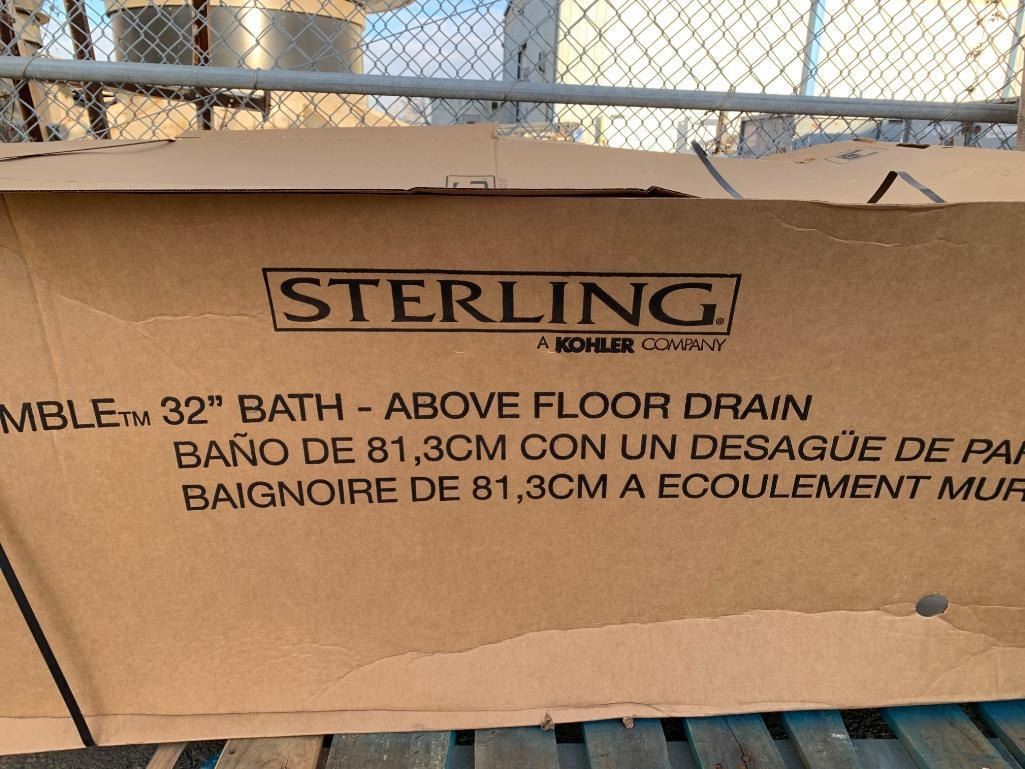 STERLING®
A KOHLER COMPANY
MBLE™ 32" BATH - ABOVE FLOOR DRAIN
BAÑO DE 81,3CM CON UN DESAGÜE DE PAR
BAIGNOIRE DE 81,3CM A ECOULEMENT MUR